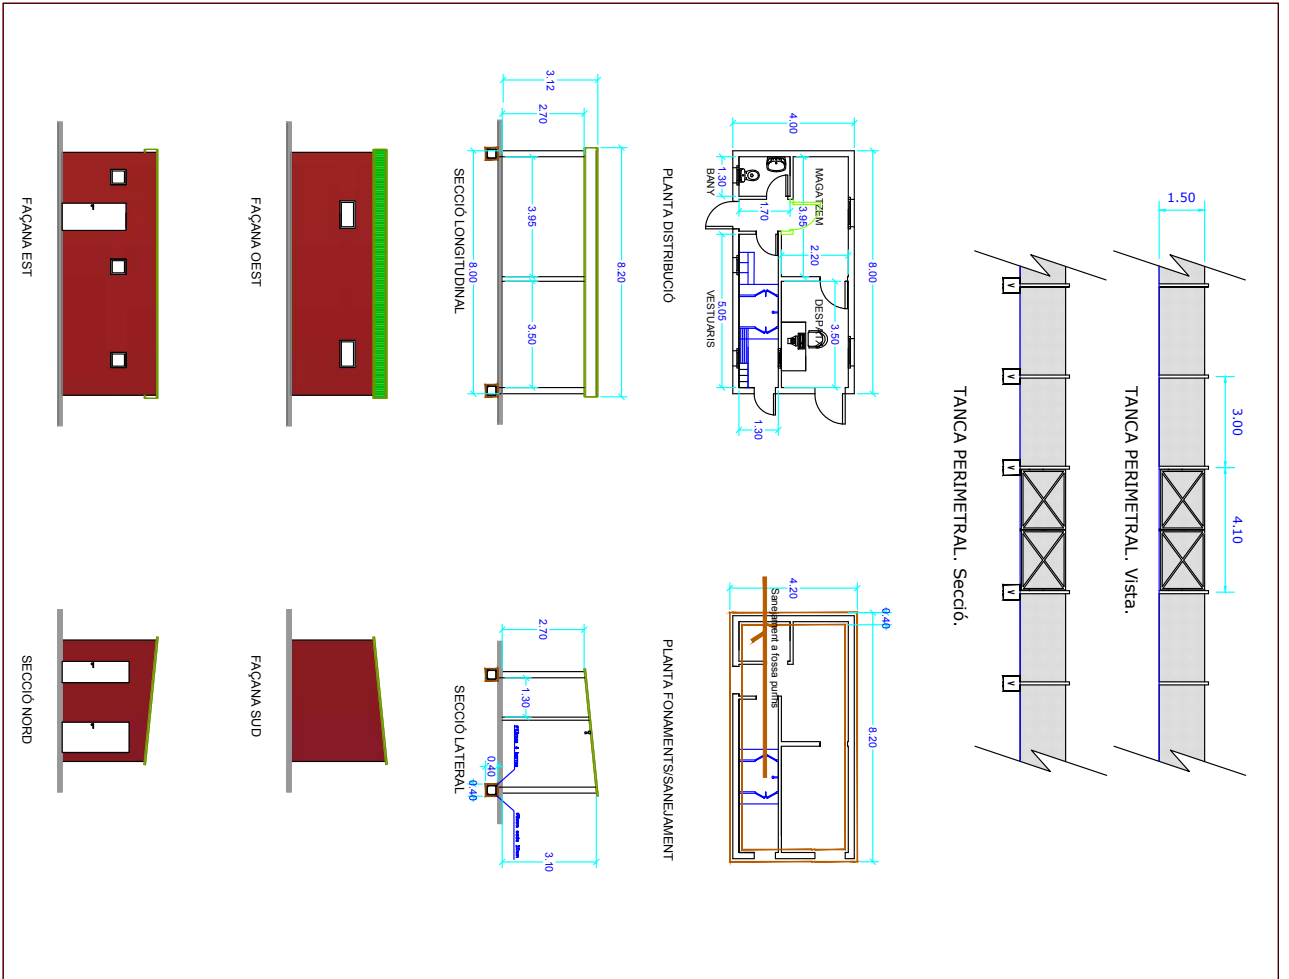 1.50
3.00
4.10
TANCA PERIMETRAL. Vista.
TANCA PERIMETRAL. Secció.
4.00
8.00
MAGATZEM
3.95
1.30
BANY
1.70
2.20
DESPATX
3.50
5.05
VESTUARIS
1.30
PLANTA DISTRIBUCIÓ
4.20
0.40
Sanejament a fossa purins
8.20
PLANTA FONAMENTS/SANEJAMENT
3.12
2.70
8.20
3.95
3.50
8.00
SECCIÓ LONGITUDINAL
2.70
1.30
0.40
0.40
3.10
SECCIÓ LATERAL
FAÇANA OEST
FAÇANA SUD
FAÇANA EST
SECCIÓ NORD